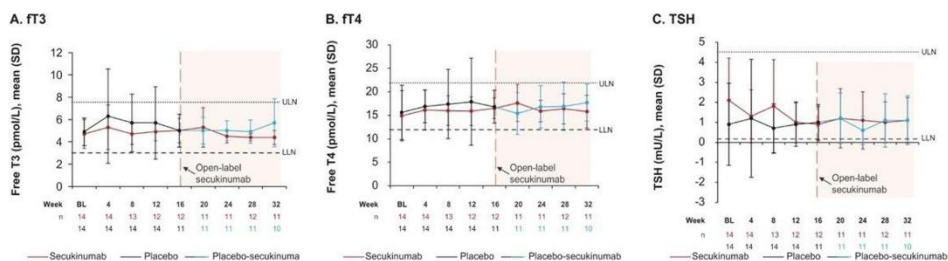 A. fT3
B. fT4
C. TSH
Free T3 (pmol/L), mean (SD)
12
10
8
6
4
2
0
ULN
LLN
Open-label
secukinumab
Week BL 4 8 12 16 20 24 28 32
n 14 14 13 12 12 11 11 12 11
14 14 14 14 11 11 11 11 10
Free T4 (pmol/L), mean (SD)
30
25
20
15
10
5
0
ULN
LLN
Open-label
secukinumab
Week BL 4 8 12 16 20 24 28 32
n 14 14 13 12 12 11 11 12 11
14 14 14 14 11 11 11 11 10
TSH (mU/L), mean (SD)
5
4
3
2
1
0
-1
-2
-3
ULN
LLN
Open-label
secukinumab
Week BL 4 8 12 16 20 24 28 32
n 14 14 13 12 12 11 11 12 11
14 14 14 14 11 11 11 11 10
Secukinumab Placebo Placebo-secukinuma
Secukinumab Placebo Placebo-secukinumab
Secukinumab Placebo Placebo-secukinumab